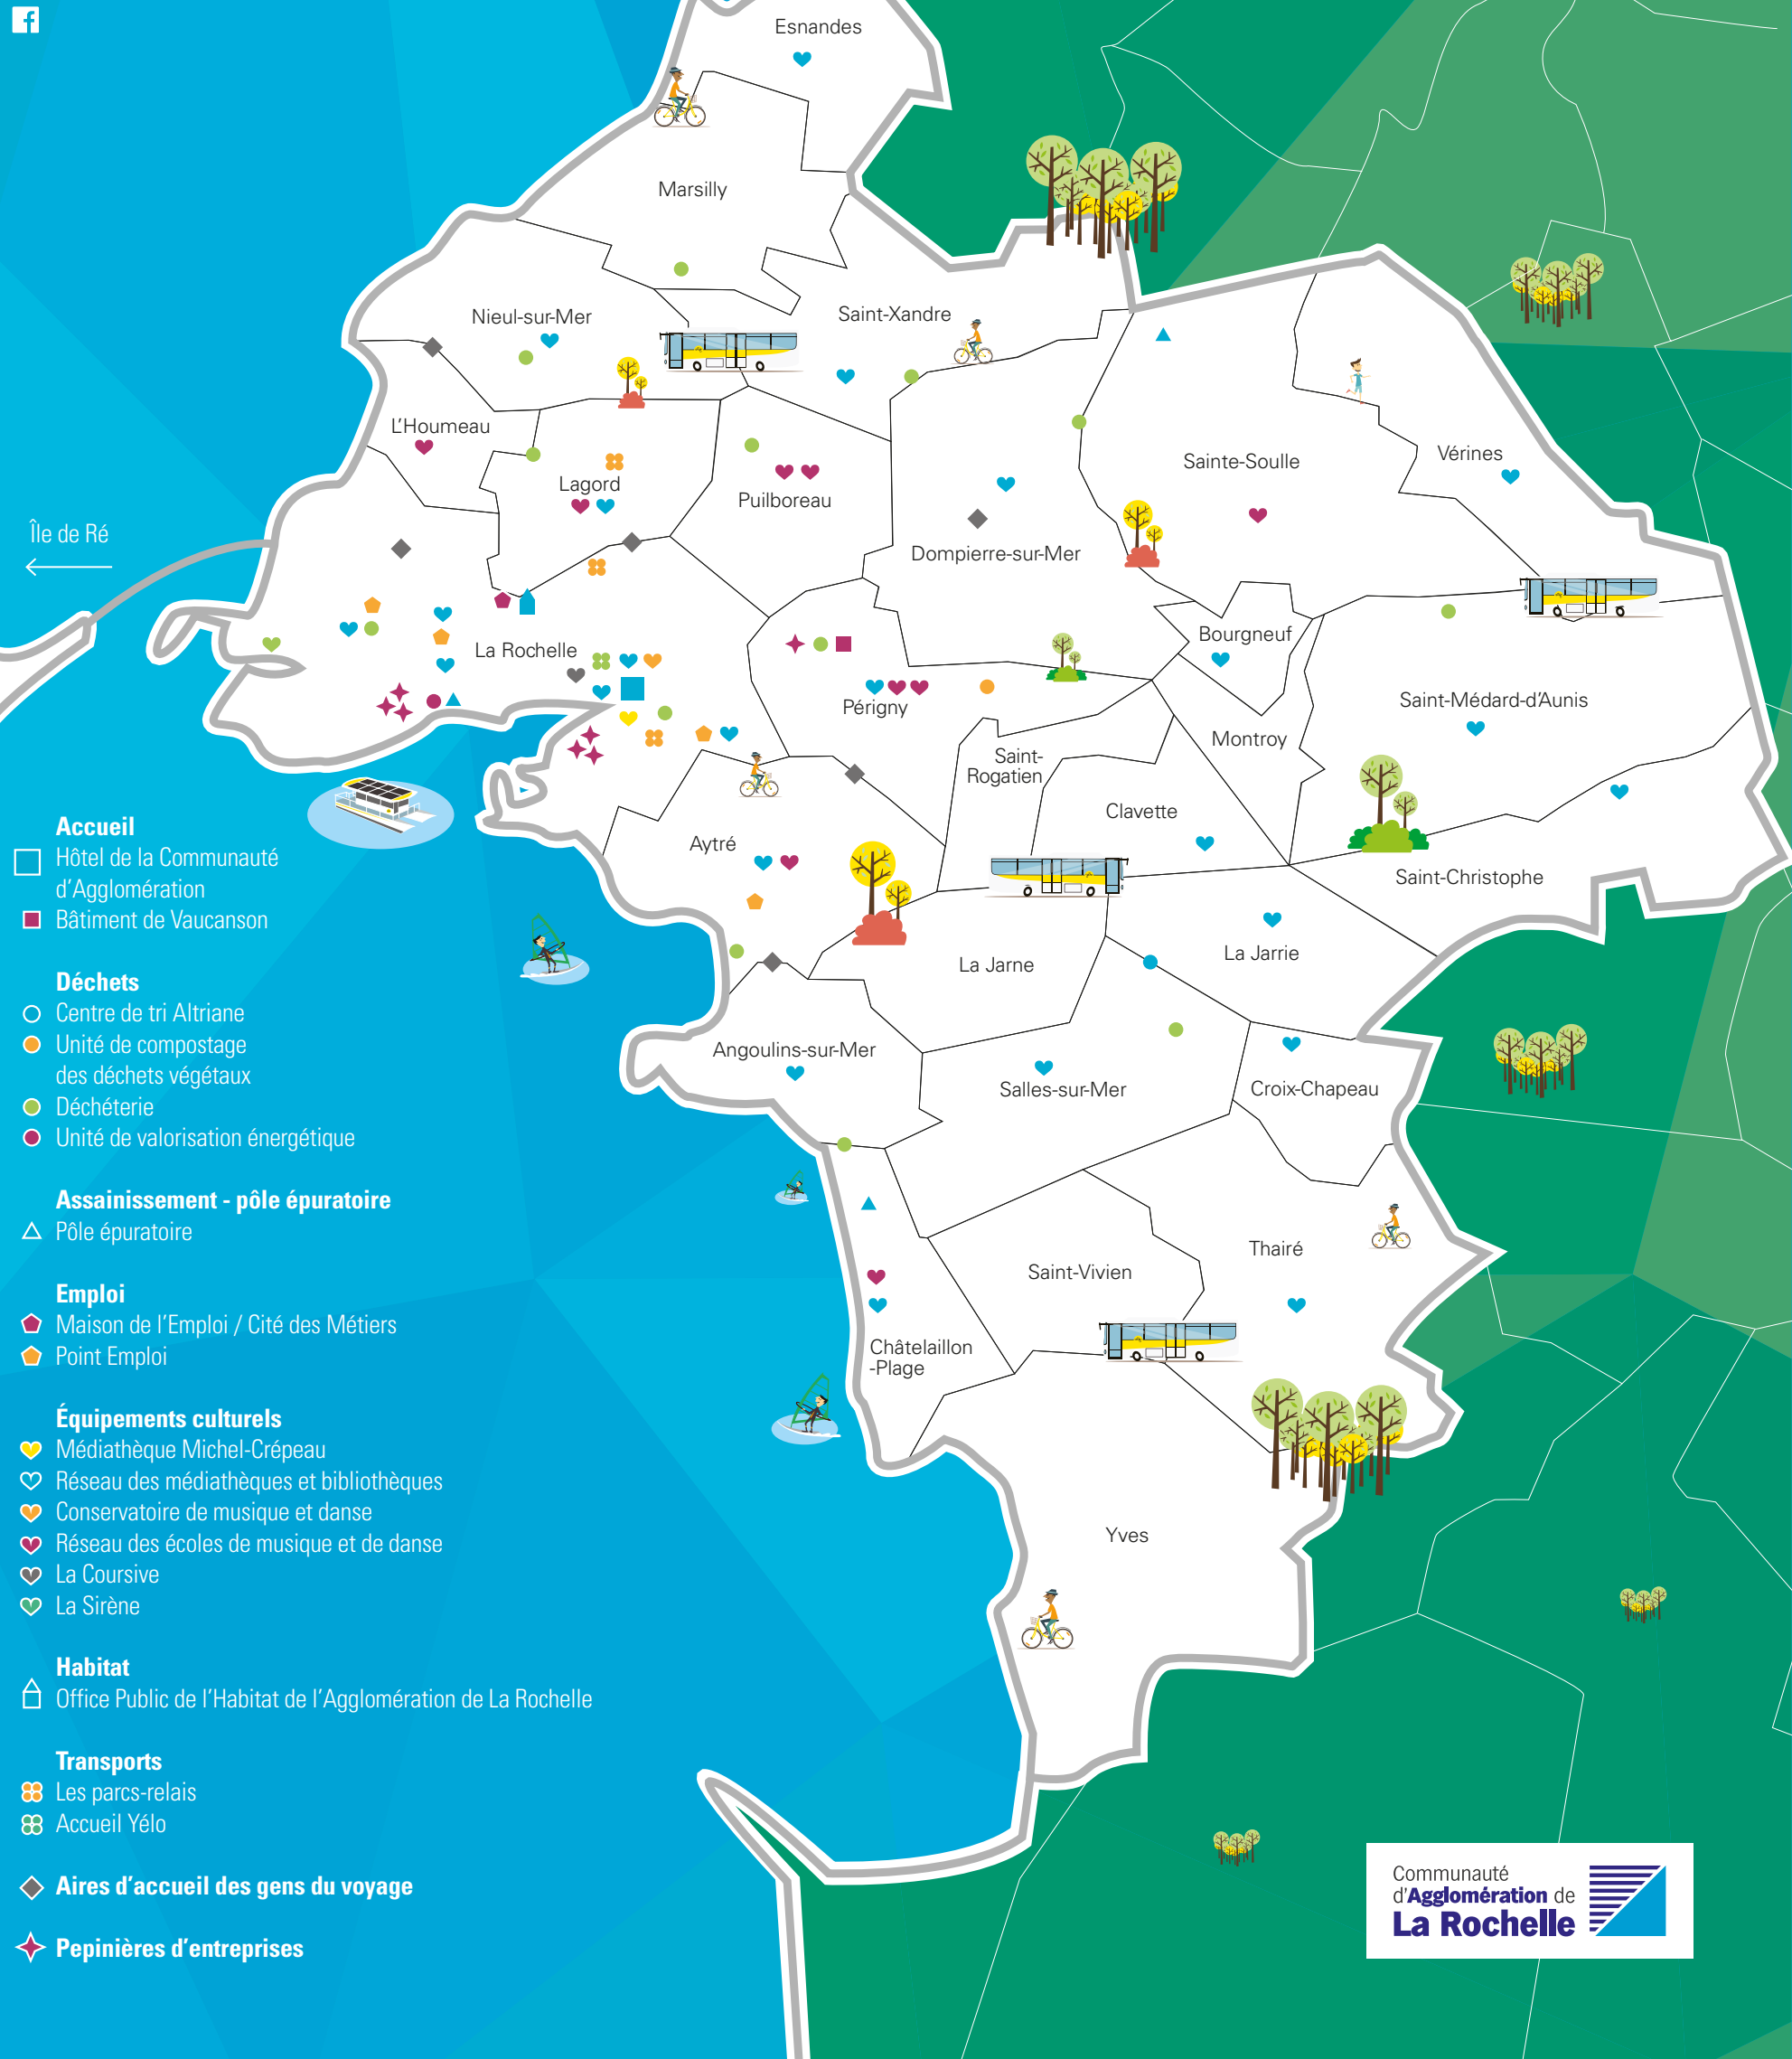 Esnandes
Marsilly
Nieul-sur-Mer
Saint-Xandre
L'Houmeau
Lagord
Puilboreau
Sainte-Soulle
Vérines
Île de Ré
Dompierre-sur-Mer
La Rochelle
Bourgneuf
Périgny
Saint-Médard-d'Aunis
Montroy
Saint-
Rogatien
Clavette
Aytré
Saint-Christophe
La Jarne
La Jarrie
Angoulins-sur-Mer
Salles-sur-Mer
Croix-Chapeau
Saint-Vivien
Thairé
Châtelaillon
-Plage
Yves
Accueil
Hôtel de la Communauté
d'Agglomération
Bâtiment de Vaucanson
Déchets
Centre de tri Altriane
Unité de compostage
des déchets végétaux
Déchéterie
Unité de valorisation énergétique
Assainissement - pôle épuratoire
Pôle épuratoire
Emploi
Maison de l'Emploi / Cité des Métiers
Point Emploi
Équipements culturels
Médiathèque Michel-Crépeau
Réseau des médiathèques et bibliothèques
Conservatoire de musique et danse
Réseau des écoles de musique et de danse
La Coursive
La Sirène
Habitat
Office Public de l'Habitat de l'Agglomération de La Rochelle
Transports
Les parcs-relais
Accueil Yélo
Aires d'accueil des gens du voyage
Pepinières d'entreprises
Communauté
d'Agglomération de
La Rochelle